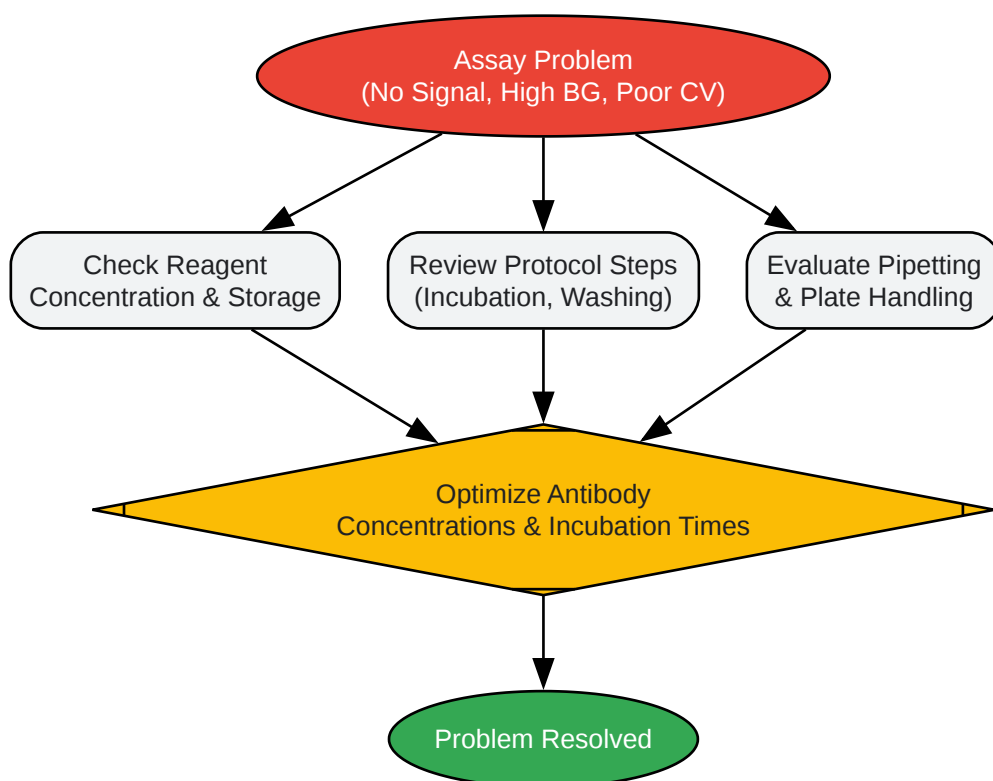 Assay Problem
(No Signal, High BG, Poor CV)
Check Reagent
Concentration & Storage
Review Protocol Steps
(Incubation, Washing)
Evaluate Pipetting
& Plate Handling
Optimize Antibody
Concentrations & Incubation Times
Problem Resolved